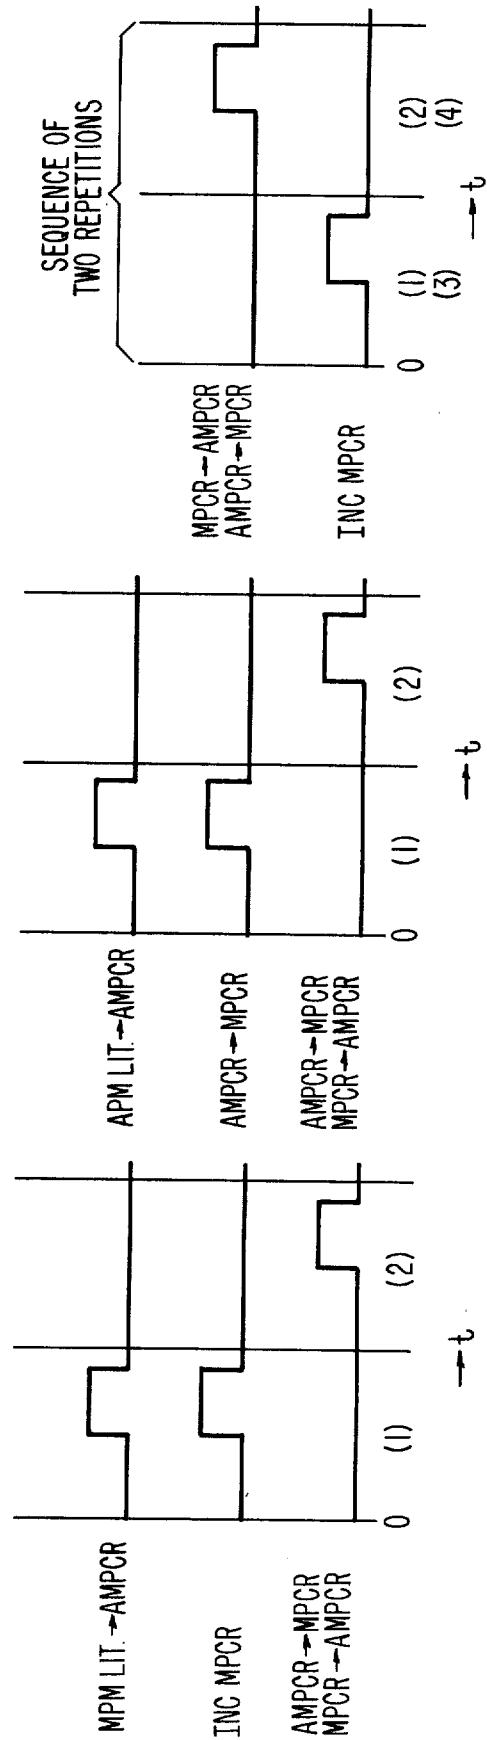 MPM LIT.→AMPCR
INC MPCR
AMPCR→MPCR
MPCR→AMPCR
0 (1) (2)
→t
APM LIT.→AMPCR
AMPCR→MPCR
AMPCR→MPCR
MPCR→AMPCR
0 (1) (2)
→t
SEQUENCE OF
TWO REPETITIONS
MPCR→AMPCR
AMPCR→MPCR
INC MPCR
0 (1) (2)
(3) (4)
→t